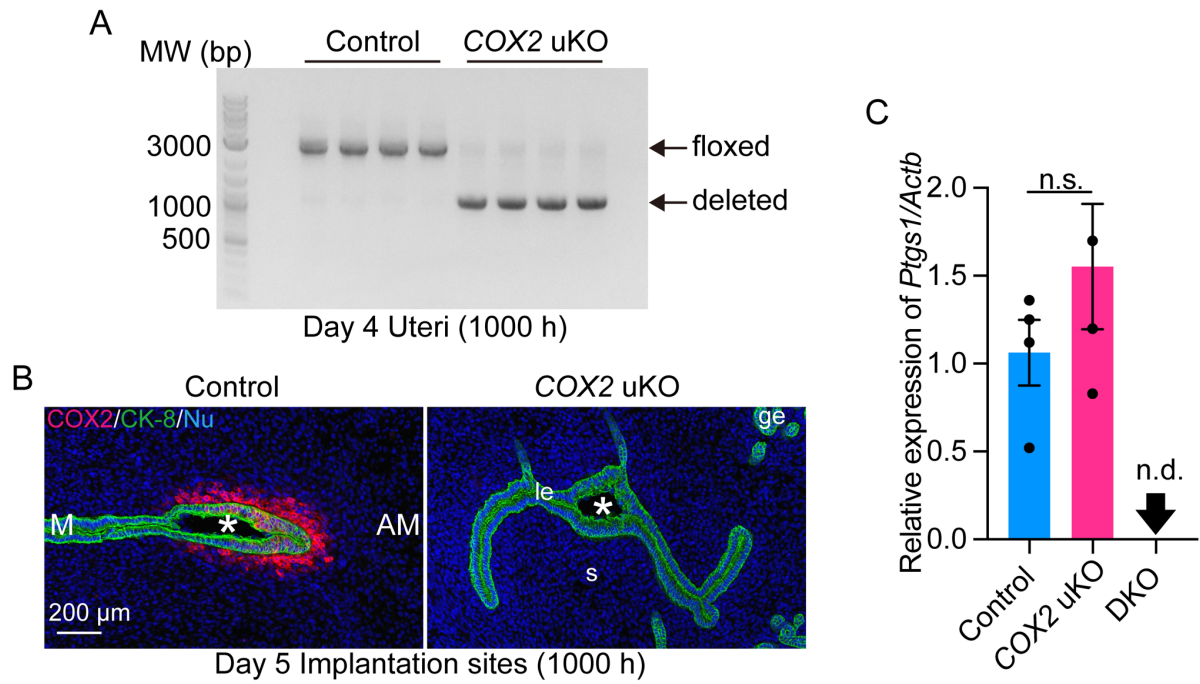 A
MW (bp)
Control
COX2 uKO
3000
1000
500
floxed
deleted
Day 4 Uteri (1000 h)
B
Control
COX2 uKO
COX2/CK-8/Nu
M
*
AM
200 μm
le
*
s
ge
Day 5 Implantation sites (1000 h)
C
Relative expression of Ptgs1/Actb
2.0
1.5
1.0
0.5
0.0
n.s.
n.d.
Control
COX2 uKO
DKO